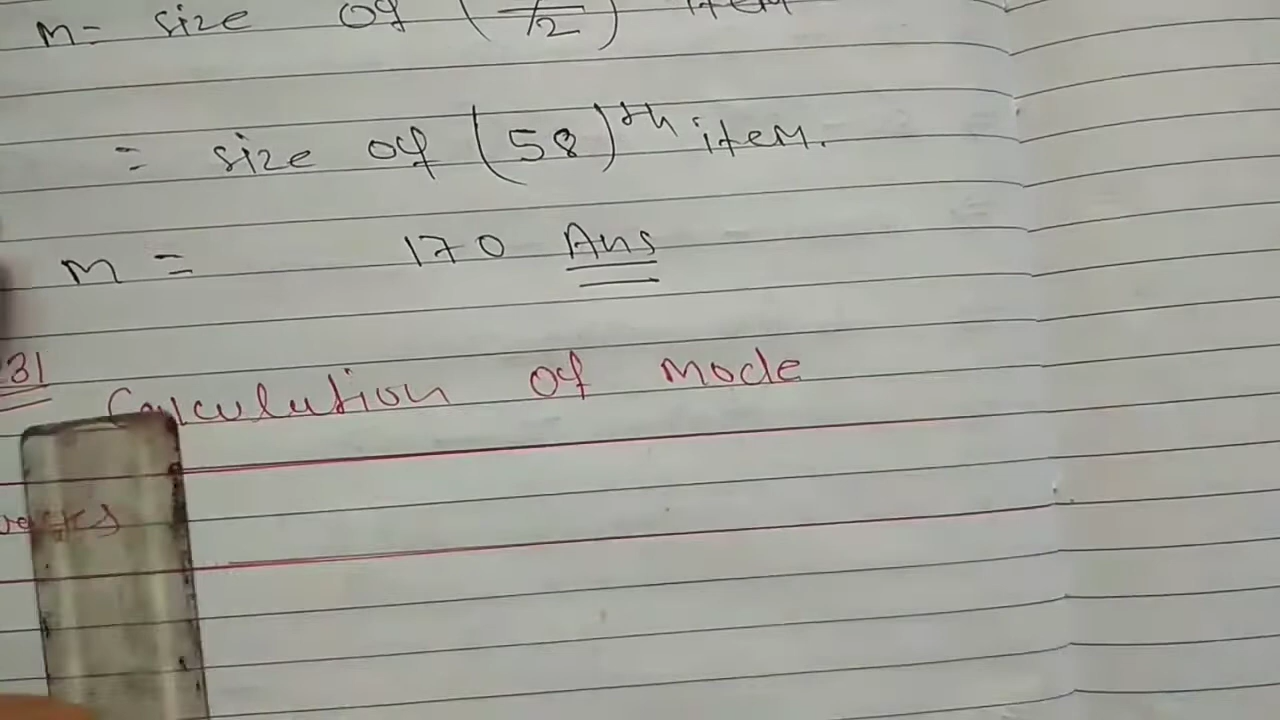 m = size of ( /2) item
= size of (58)th item.
m = 170 Ans
31 Calculation of mode